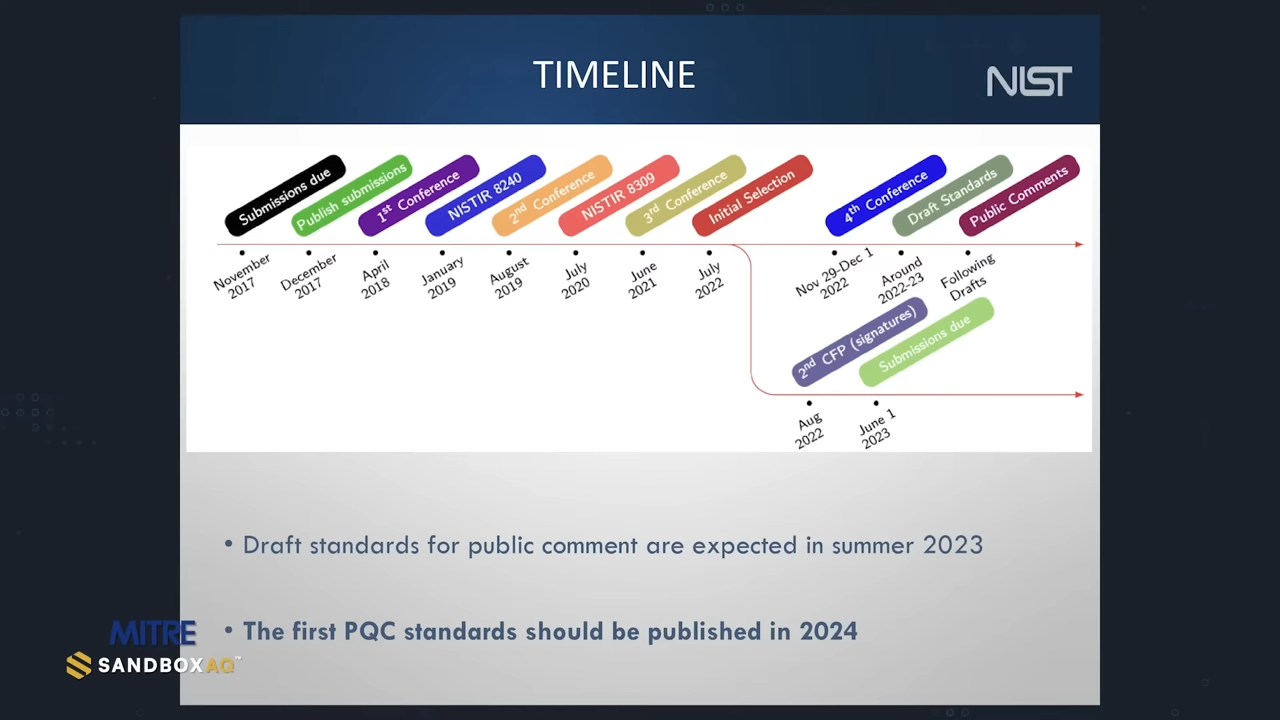 TIMELINE
NIST
Submissions due
Publish submissions
1st Conference
NISTIR 8240
2nd Conference
NISTIR 8309
3rd Conference
Initial Selection
4th Conference
Draft Standards
Public Comments
November
2017
December
2017
April
2018
January
2019
August
2019
July
2020
June
2021
July
2022
Nov 29-Dec 1
2022
Around
2022-23
Following
Drafts
2nd CFP (signatures)
Submissions due
Aug
2022
June 1
2023
• Draft standards for public comment are expected in summer 2023
• The first PQC standards should be published in 2024
MITRE
SANDBOXAQ™